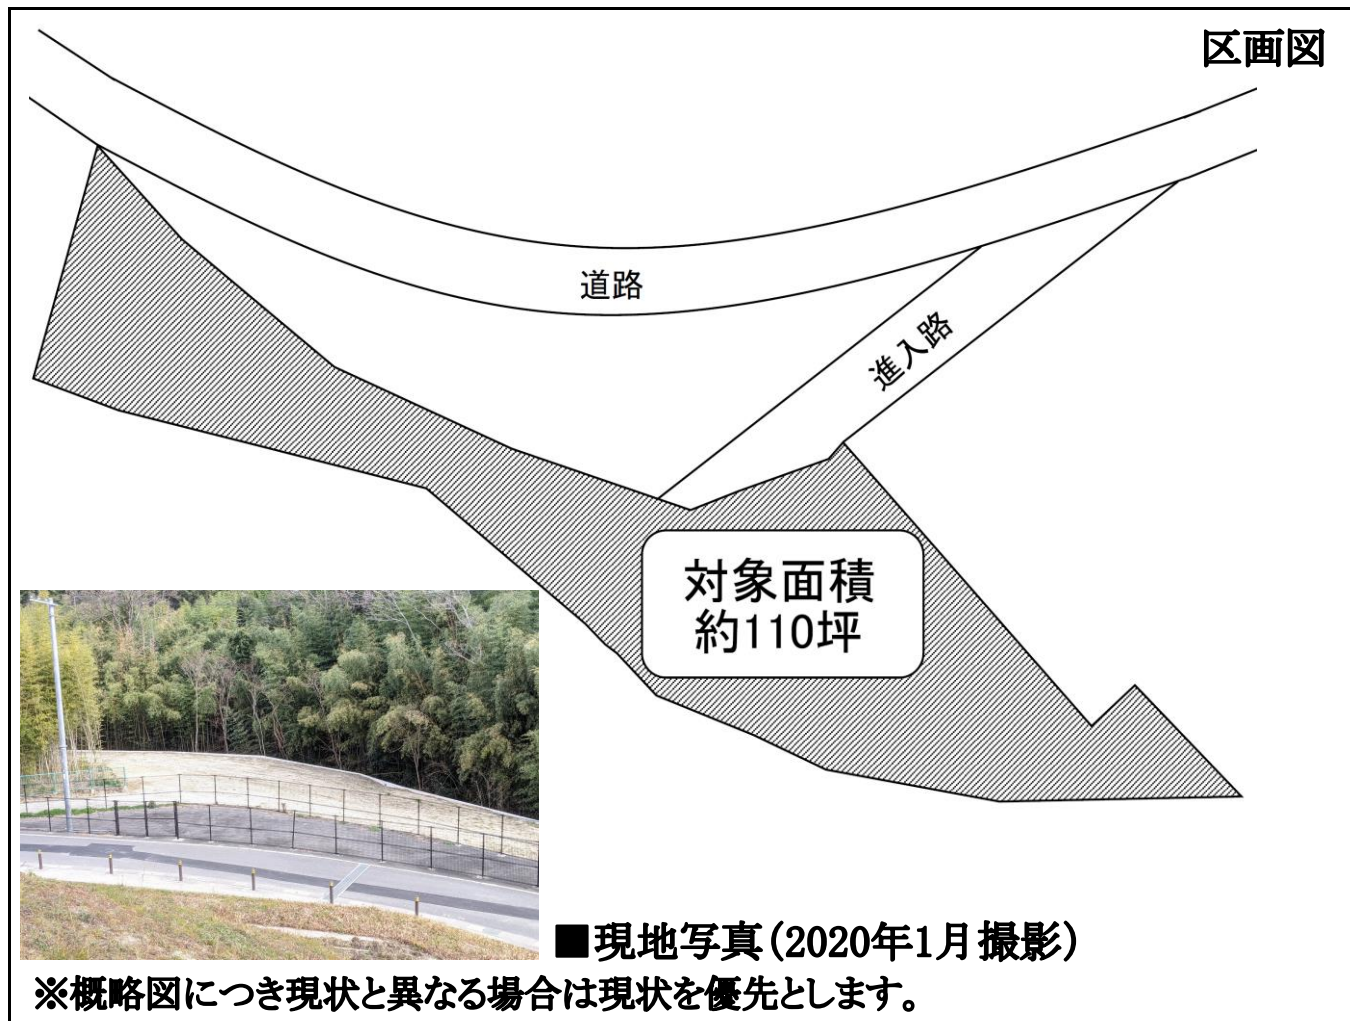 区画図
道路
進入路
対象面積
約110坪
■現地写真(2020年1月撮影)
※概略図につき現状と異なる場合は現状を優先とします。